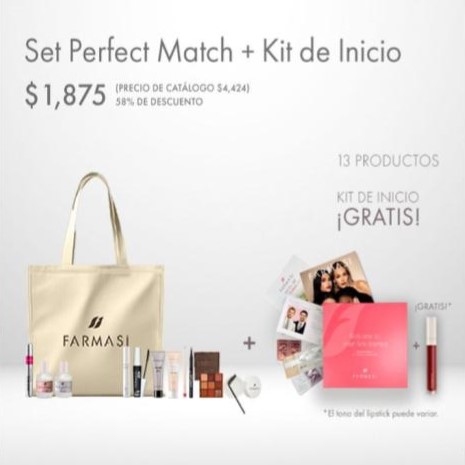 Set Perfect Match + Kit de Inicio
$1,875 (PRECIO DE CATÁLOGO $4,424)
58% DE DESCUENTO
13 PRODUCTOS
KIT DE INICIO
¡GRATIS!
¡GRATIS!*
FARMASI
+
+
FARMASI
*El tono del lipstick puede variar.